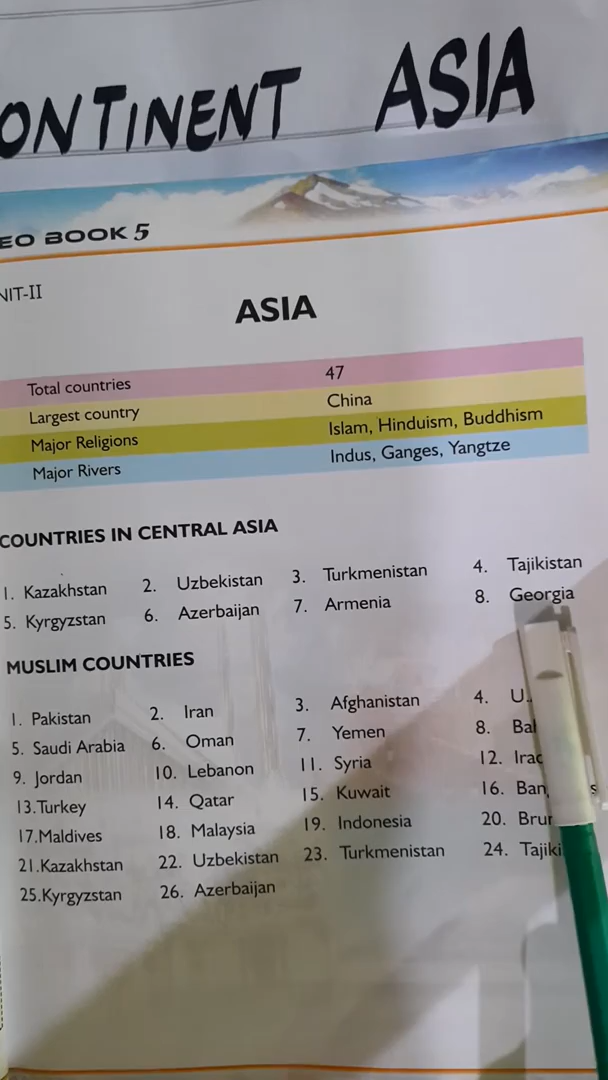 ONTINENT ASIA
EO BOOK 5
NIT-II
ASIA
Total countries 47
Largest country China
Major Religions Islam, Hinduism, Buddhism
Major Rivers Indus, Ganges, Yangtze
COUNTRIES IN CENTRAL ASIA
1. Kazakhstan 2. Uzbekistan 3. Turkmenistan 4. Tajikistan
5. Kyrgyzstan 6. Azerbaijan 7. Armenia 8. Georgia
MUSLIM COUNTRIES
1. Pakistan 2. Iran 3. Afghanistan 4. U.
5. Saudi Arabia 6. Oman 7. Yemen 8.
9. Jordan 10. Lebanon 11. Syria 12. Iraq
13.Turkey 14. Qatar 15. Kuwait 16. Ban
17.Maldives 18. Malaysia 19. Indonesia 20. Brun
21.Kazakhstan 22. Uzbekistan 23. Turkmenistan 24. Tajiki
25.Kyrgyzstan 26. Azerbaijan